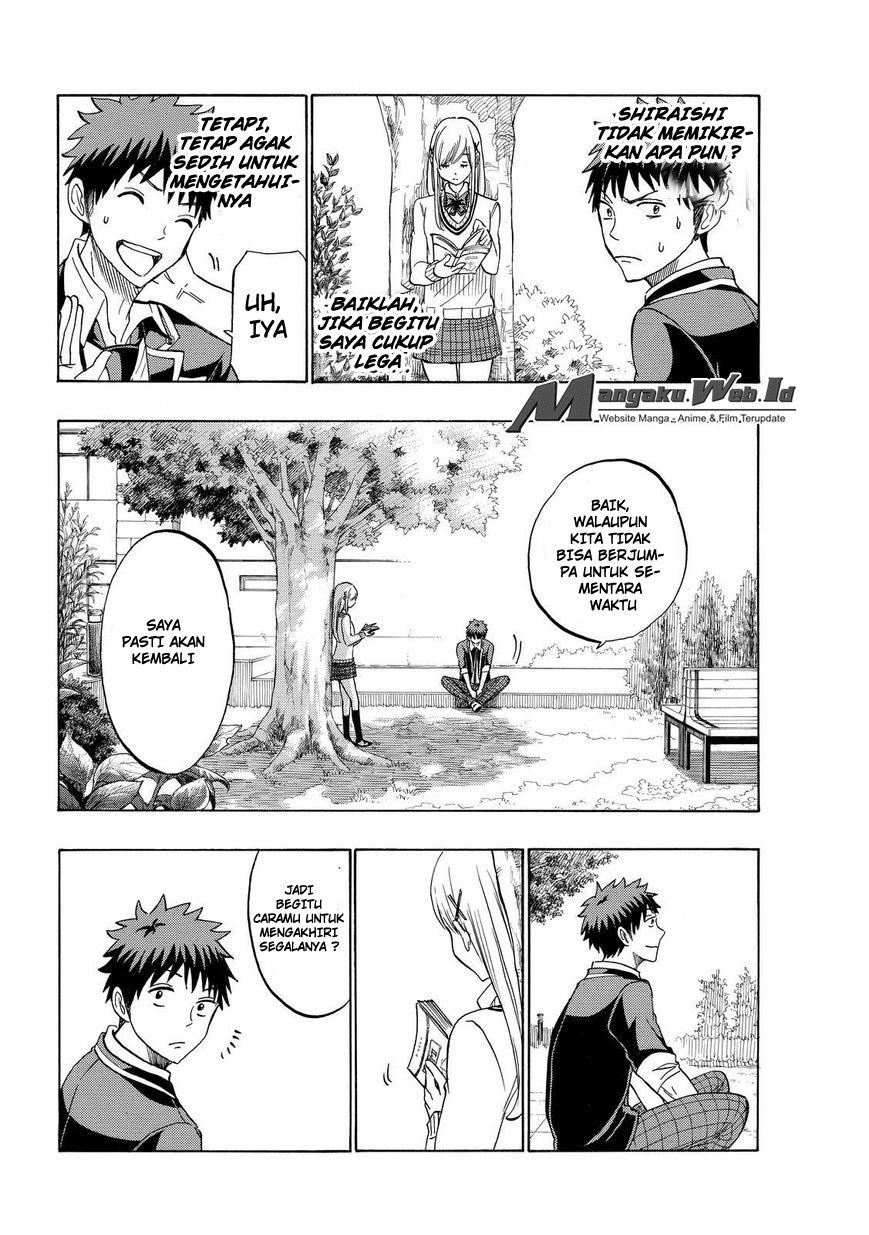 SHIRAISHI
TIDAK MEMIKIR-
KAN APA PUN ?
BAIKLAH,
JIKA BEGITU
SAYA CUKUP
LEGA
TETAPI,
TETAP AGAK
SEDIH UNTUK
MENGETAHUI-
NYA
UH,
IYA
Mangaku.Web.Id
Website Manga - Anime & Film Terupdate
BAIK,
WALAUPUN
KITA TIDAK
BISA BERJUM-
PA UNTUK SE-
MENTARA
WAKTU
SAYA
PASTI AKAN
KEMBALI
JADI
BEGITU
CARAMU UNTUK
MENGAKHIRI
SEGALANYA ?